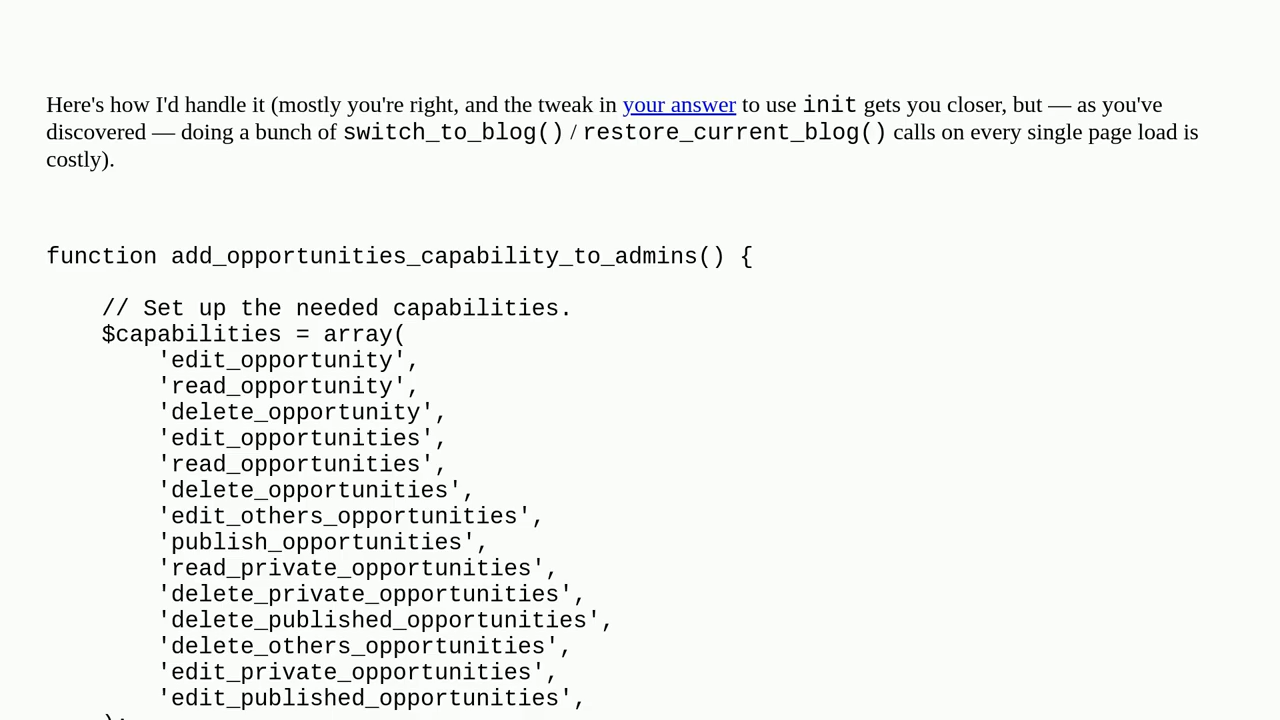 Here's how I'd handle it (mostly you're right, and the tweak in your answer to use init gets you closer, but — as you've
discovered — doing a bunch of switch_to_blog() / restore_current_blog() calls on every single page load is
costly).
function add_opportunities_capability_to_admins() {
    // Set up the needed capabilities.
    $capabilities = array(
        'edit_opportunity',
        'read_opportunity',
        'delete_opportunity',
        'edit_opportunities',
        'read_opportunities',
        'delete_opportunities',
        'edit_others_opportunities',
        'publish_opportunities',
        'read_private_opportunities',
        'delete_private_opportunities',
        'delete_published_opportunities',
        'delete_others_opportunities',
        'edit_private_opportunities',
        'edit_published_opportunities',